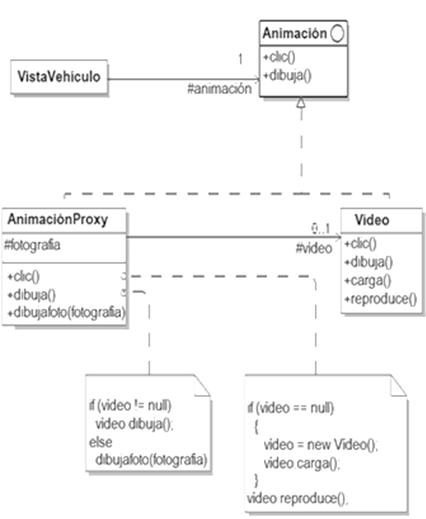 Animación
+clic()
+dibuja()
VistaVehículo
1
#animación
AnimaciónProxy
#fotografia
+clic()
+dibuja()
+dibujafoto(fotografia)
0..1
#video
Video
+clic()
+dibuja()
+carga()
+reproduce()
if (video != null)
video.dibuja();
else
dibujafoto(fotografia)
if (video == null)
{
video = new Video();
video.carga();
}
video.reproduce();